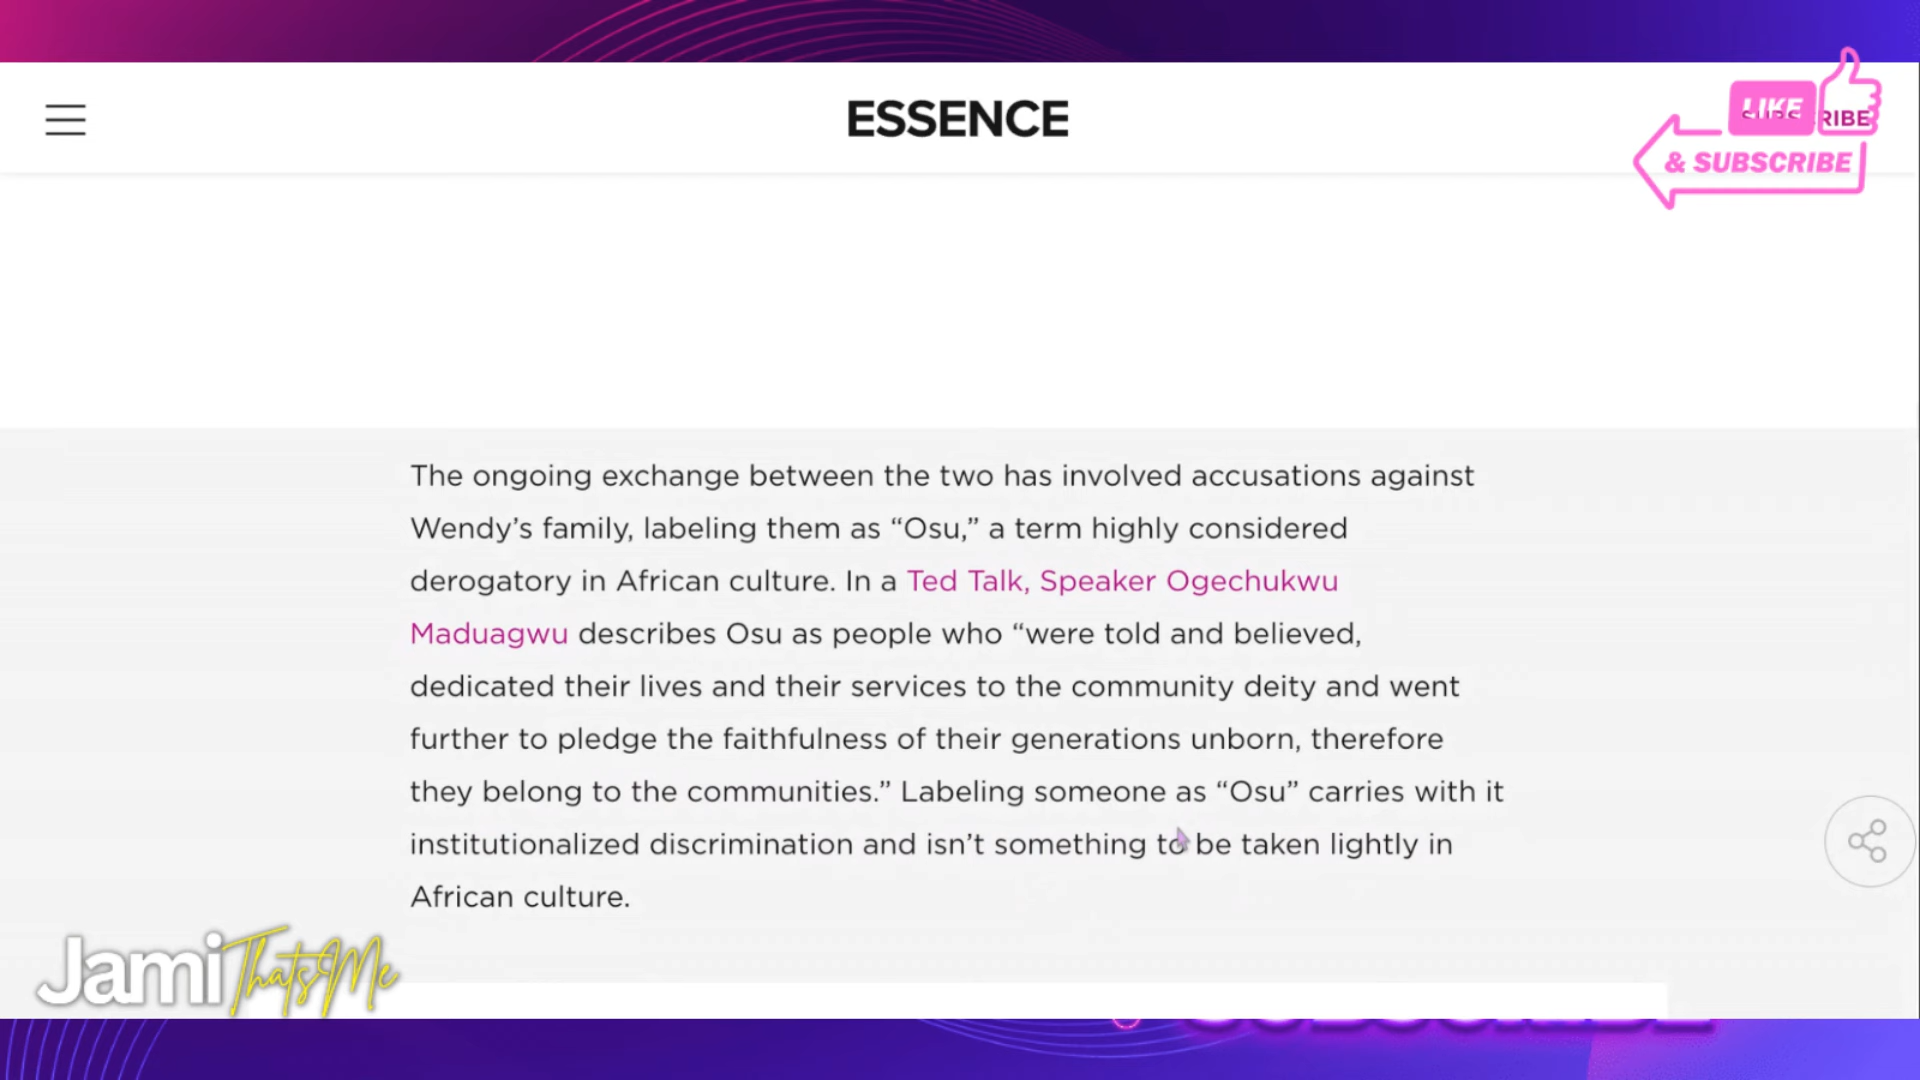 ESSENCE
LIKE
RIBE
& SUBSCRIBE
The ongoing exchange between the two has involved accusations against
Wendy’s family, labeling them as “Osu,” a term highly considered
derogatory in African culture. In a Ted Talk, Speaker Ogechukwu
Maduagwu describes Osu as people who “were told and believed,
dedicated their lives and their services to the community deity and went
further to pledge the faithfulness of their generations unborn, therefore
they belong to the communities.” Labeling someone as “Osu” carries with it
institutionalized discrimination and isn’t something to be taken lightly in
African culture.
Jami ThatsMe